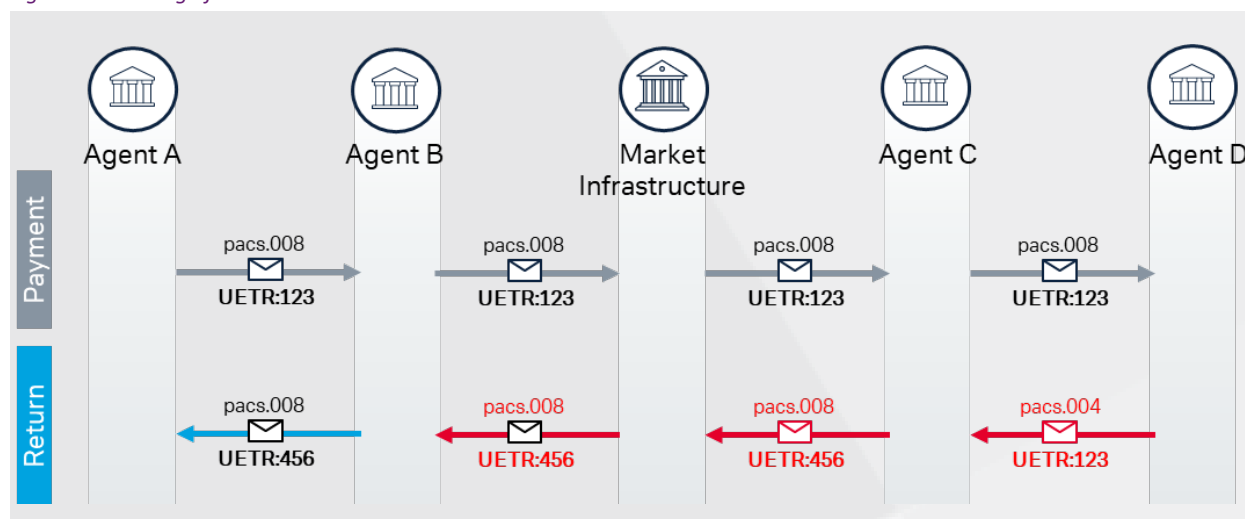 Agent A
Agent B
Market
Infrastructure
Agent C
Agent D
Payment
pacs.008
UETR:123
pacs.008
UETR:123
pacs.008
UETR:123
pacs.008
UETR:123
Return
pacs.008
UETR:456
pacs.008
UETR:456
pacs.008
UETR:456
pacs.004
UETR:123